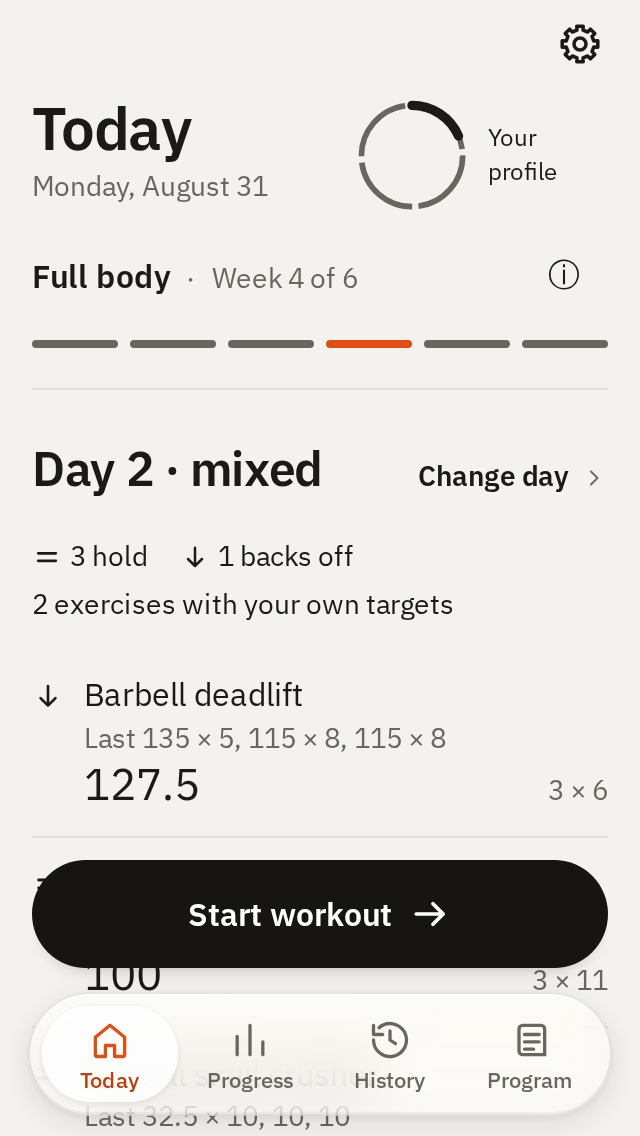 Today
Monday, August 31
Your
profile
Full body · Week 4 of 6
Day 2 · mixed
Change day
3 hold
1 backs off
2 exercises with your own targets
Barbell deadlift
Last 135 × 5, 115 × 8, 115 × 8
127.5
3 × 6
Start workout
100
3 × 11
skull crusher
Today
Progress
History
Program
Last 32.5 × 10, 10, 10